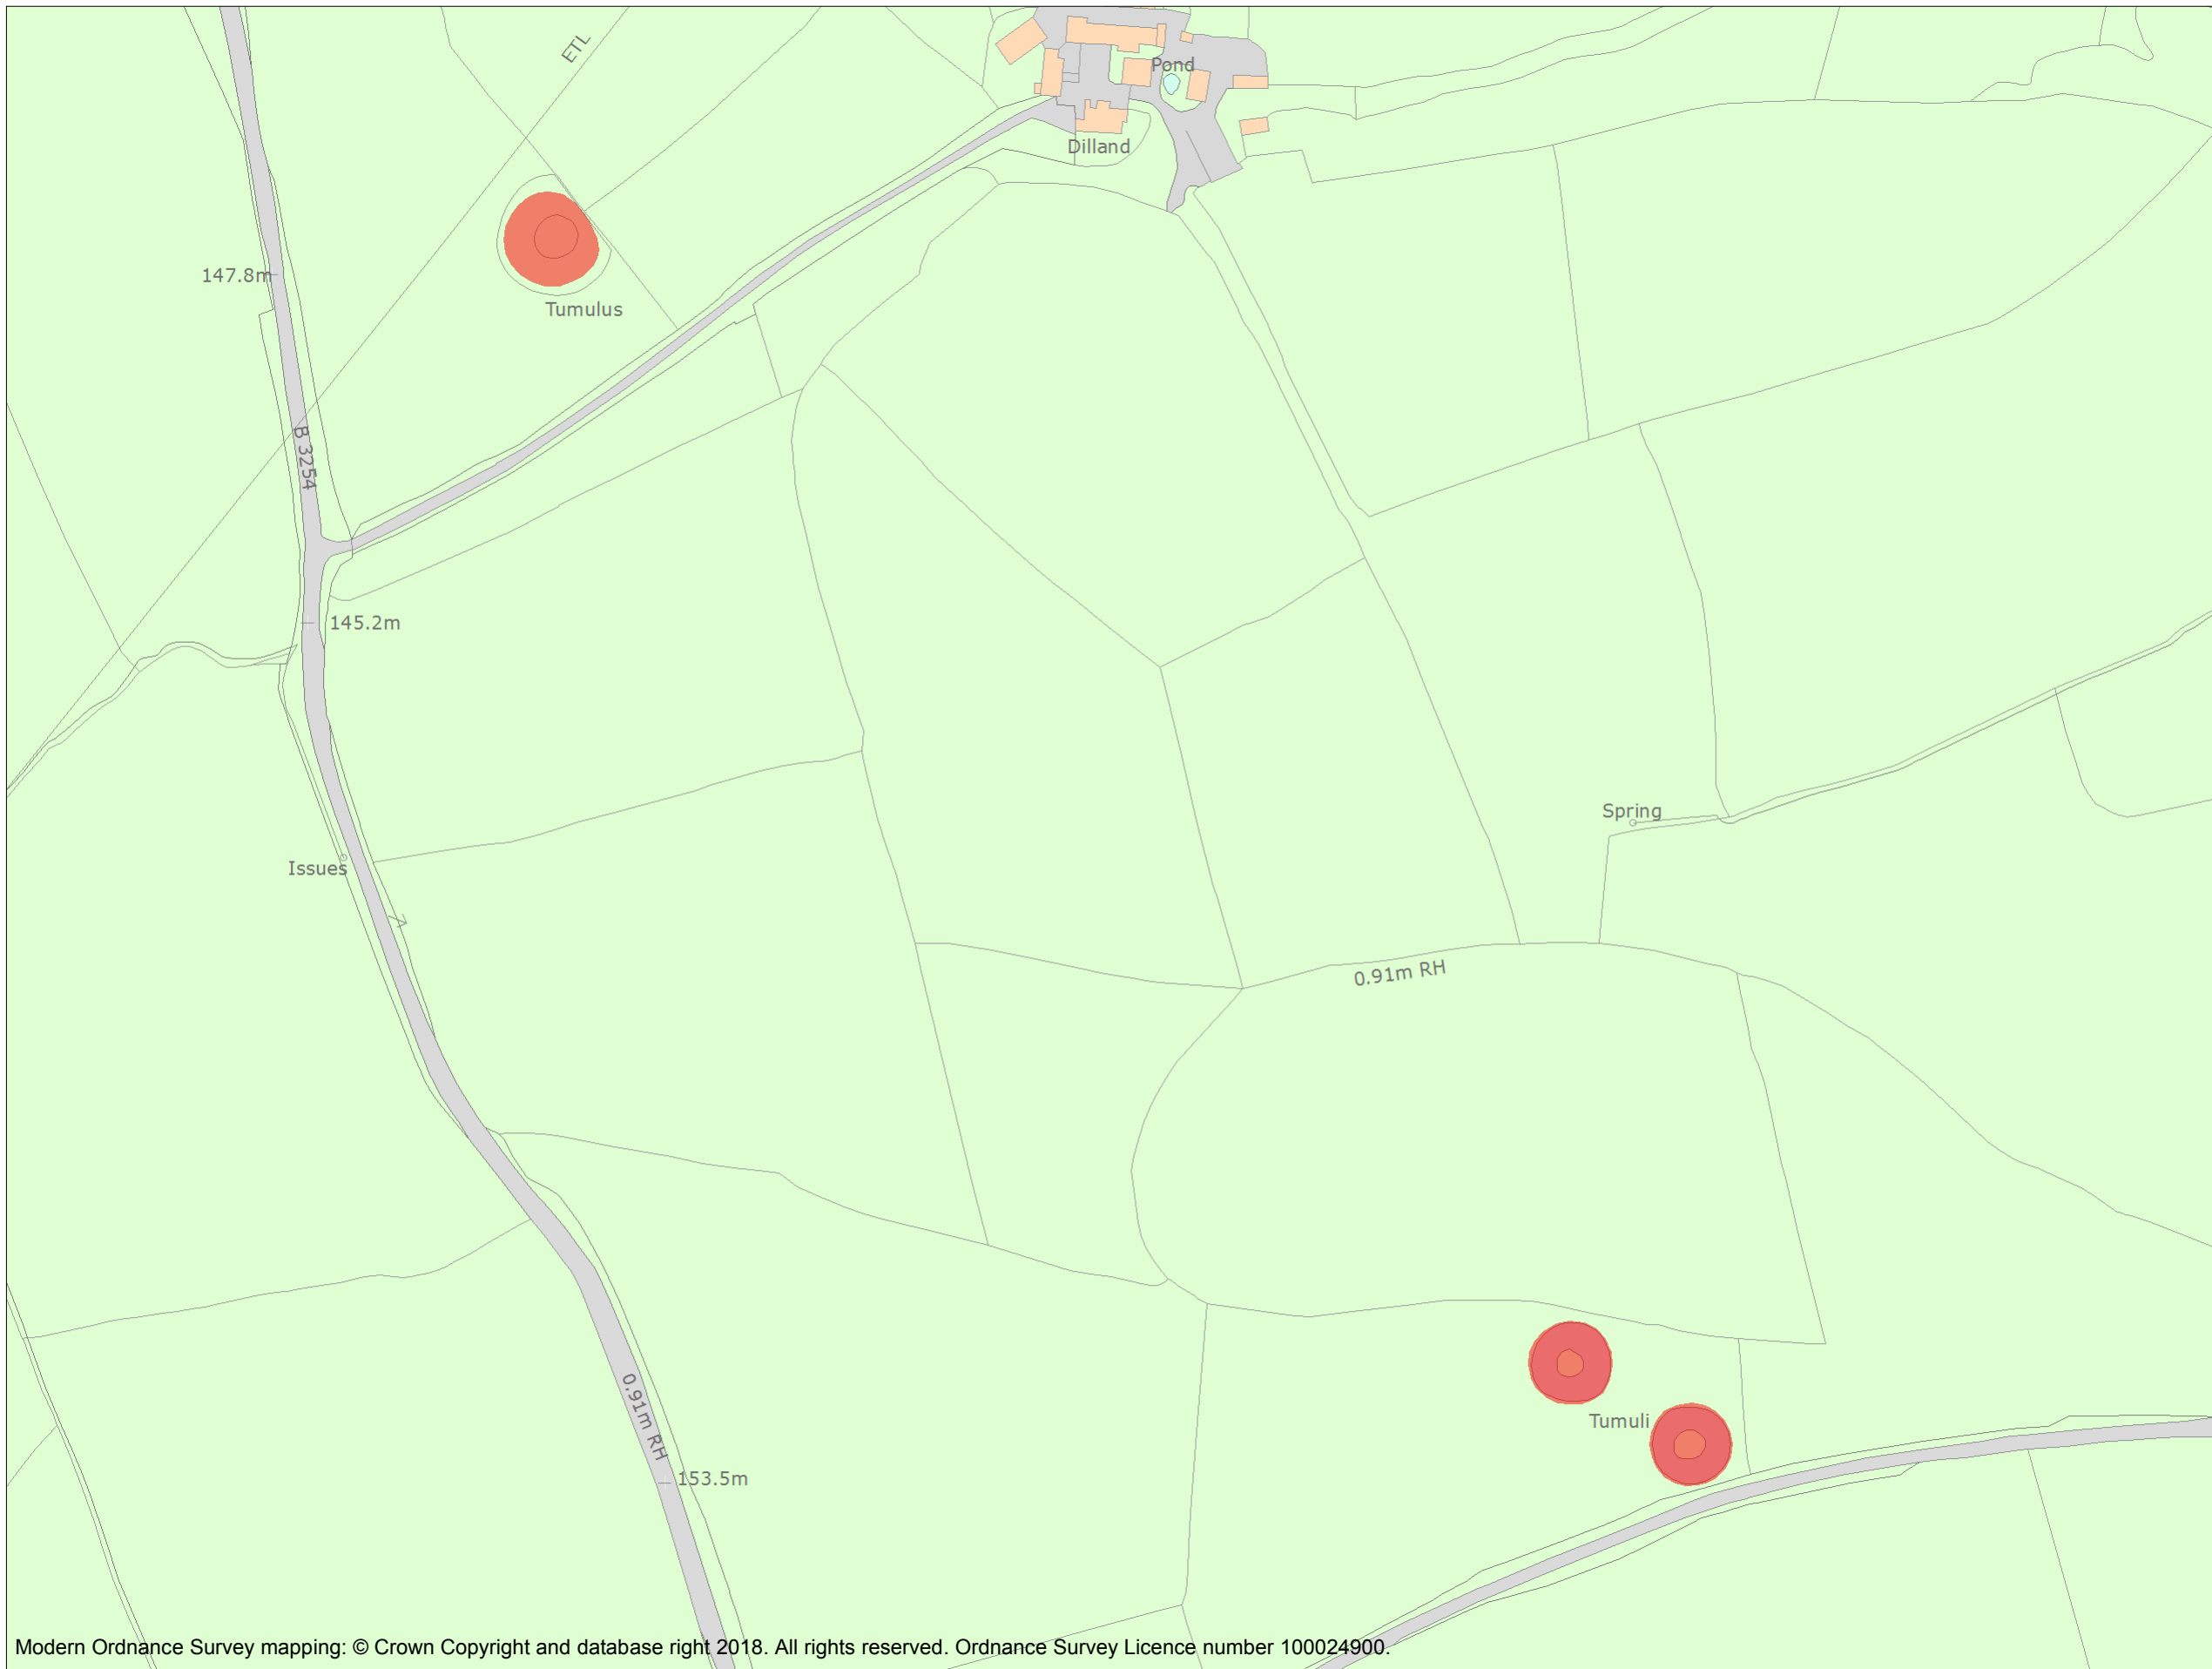 ETL
Pond
Dilland
147.8m
Tumulus
B 3254
145.2m
Spring
Issues
0.91m RH
0.91m RH
Tumuli
153.5m
Modern Ordnance Survey mapping: © Crown Copyright and database right 2018. All rights reserved. Ordnance Survey Licence number 100024900.